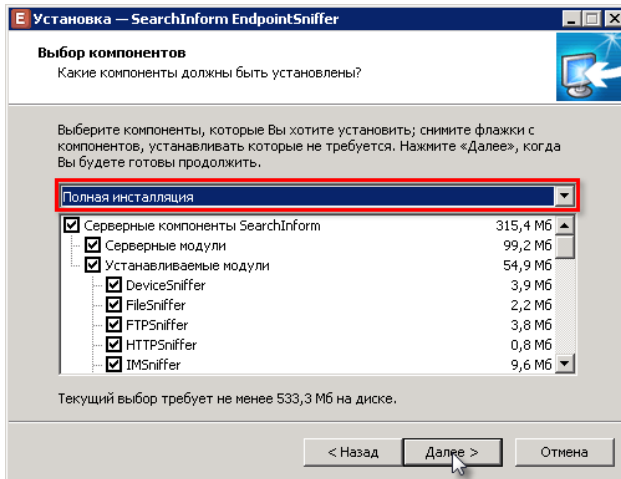 E Установка — SearchInform EndpointSniffer
Выбор компонентов
Какие компоненты должны быть установлены?
Выберите компоненты, которые Вы хотите установить; снимите флажки с
компонентов, устанавливать которые не требуется. Нажмите «Далее», когда
Вы будете готовы продолжить.
Полная инсталляция
Серверные компоненты SearchInform 315,4 Мб
Серверные модули 99,2 Мб
Устанавливаемые модули 54,9 Мб
DeviceSniffer 3,9 Мб
FileSniffer 2,2 Мб
FTPSniffer 3,8 Мб
HTTPSniffer 0,8 Мб
IMSniffer 9,6 Мб
Текущий выбор требует не менее 533,3 Мб на диске.
< Назад Далее > Отмена